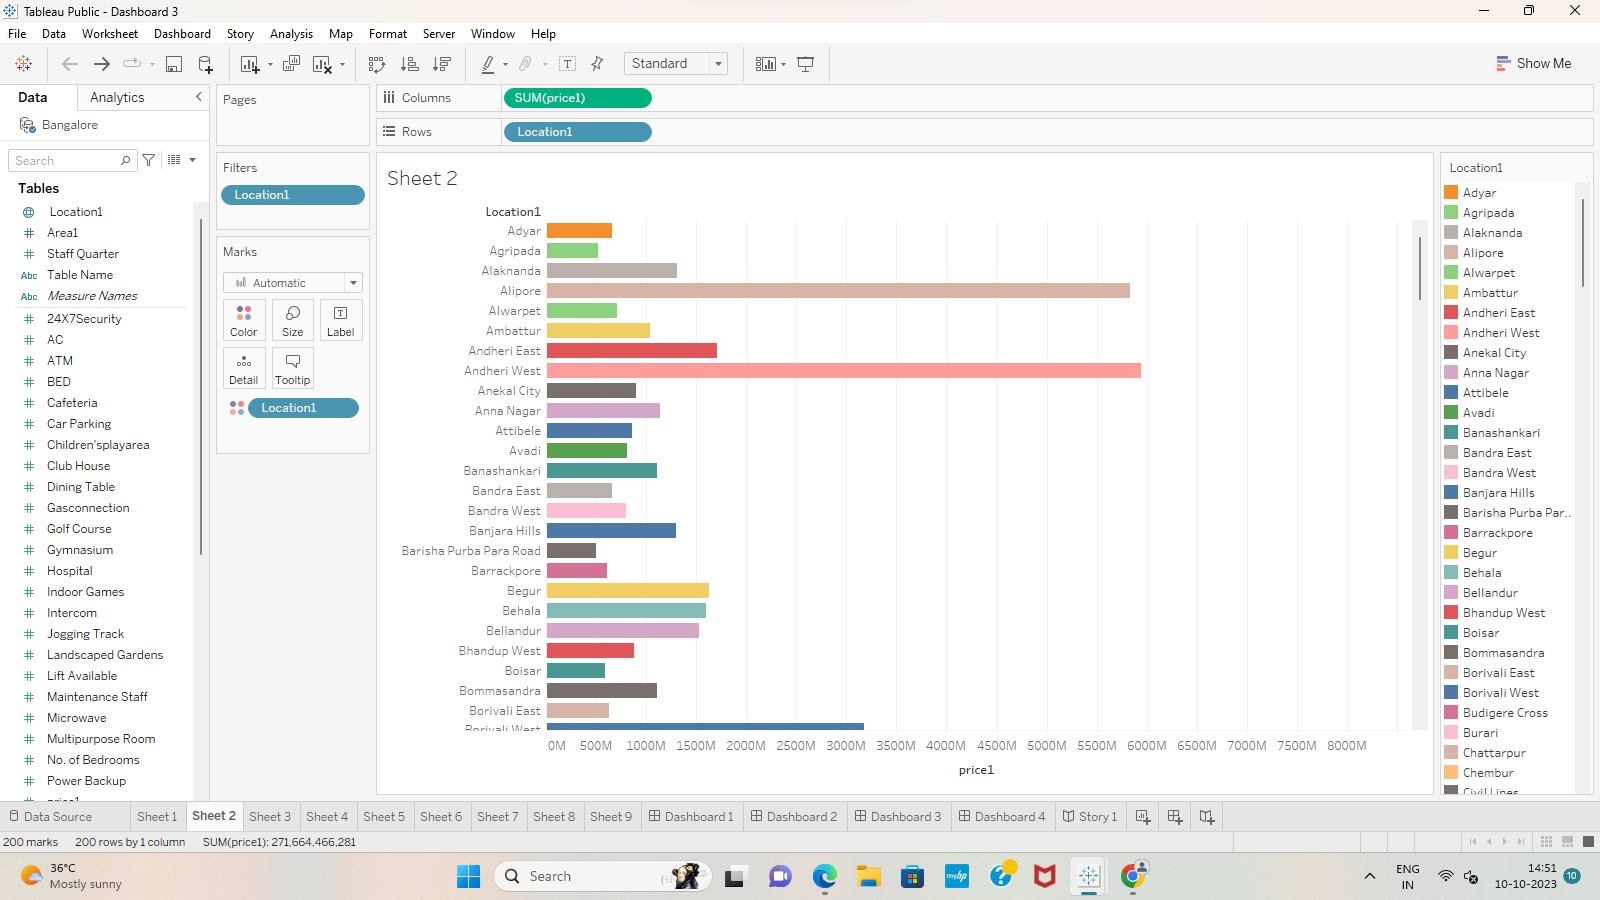 Tableau Public - Dashboard 3
File Data Worksheet Dashboard Story Analysis Map Format Server Window Help
Standard
Show Me
Data Analytics
Bangalore
Search
Tables
Location1
Area1
Staff Quarter
Abc Table Name
Abc Measure Names
24X7Security
AC
ATM
BED
Cafeteria
Car Parking
Children'splayarea
Club House
Dining Table
Gasconnection
Golf Course
Gymnasium
Hospital
Indoor Games
Intercom
Jogging Track
Landscaped Gardens
Lift Available
Maintenance Staff
Microwave
Multipurpose Room
No. of Bedrooms
Power Backup
price1
Pages
Filters
Location1
Marks
Automatic
Color Size Label
Detail Tooltip
Location1
Columns SUM(price1)
Rows Location1
Sheet 2
Location1
Adyar
Agripada
Alaknanda
Alipore
Alwarpet
Ambattur
Andheri East
Andheri West
Anekal City
Anna Nagar
Attibele
Avadi
Banashankari
Bandra East
Bandra West
Banjara Hills
Barisha Purba Para Road
Barrackpore
Begur
Behala
Bellandur
Bhandup West
Boisar
Bommasandra
Borivali East
Borivali West
0M 500M 1000M 1500M 2000M 2500M 3000M 3500M 4000M 4500M 5000M 5500M 6000M 6500M 7000M 7500M 8000M
price1
Location1
Adyar
Agripada
Alaknanda
Alipore
Alwarpet
Ambattur
Andheri East
Andheri West
Anekal City
Anna Nagar
Attibele
Avadi
Banashankari
Bandra East
Bandra West
Banjara Hills
Barisha Purba Par..
Barrackpore
Begur
Behala
Bellandur
Bhandup West
Boisar
Bommasandra
Borivali East
Borivali West
Budigere Cross
Burari
Chattarpur
Chembur
Civil Lines
Data Source Sheet 1 Sheet 2 Sheet 3 Sheet 4 Sheet 5 Sheet 6 Sheet 7 Sheet 8 Sheet 9 Dashboard 1 Dashboard 2 Dashboard 3 Dashboard 4 Story 1
200 marks 200 rows by 1 column SUM(price1): 271,664,466,281
36°C
Mostly sunny
Search
myhp
ENG
IN
14:51
10-10-2023
10